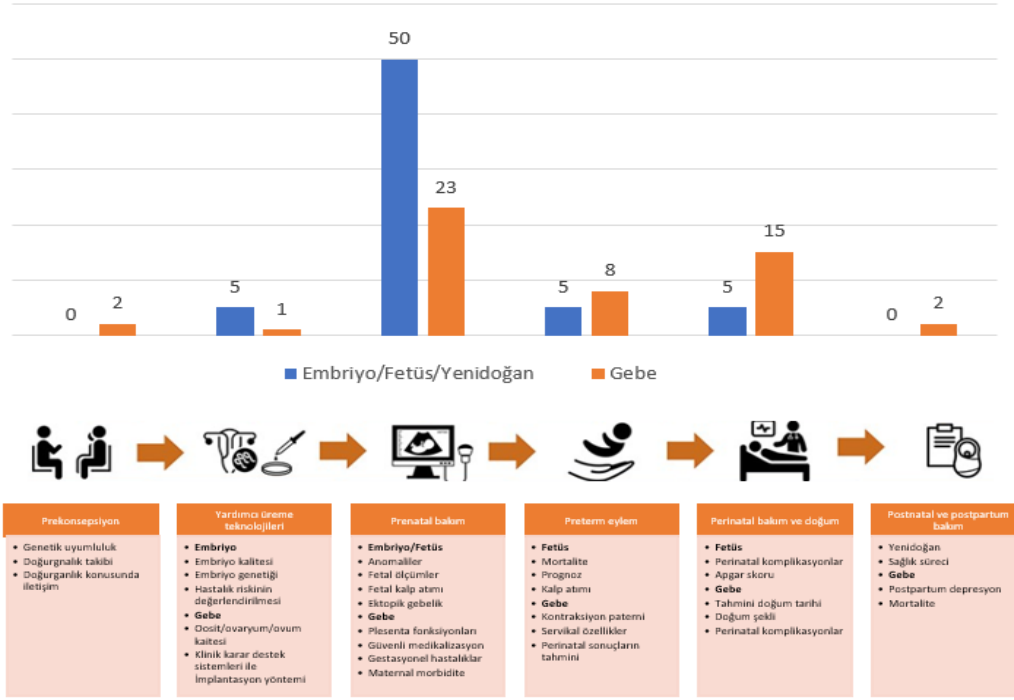 50
23
15
8
5
5
5
2
2
1
0
0
Embriyo/Fetüs/Yenidoğan
Gebe
Prekonsepsiyon
• Genetik uyumluluk
• Doğurgnalık takibi
• Doğurganlık konusunda
iletişim
Yardımcı üreme
teknolojileri
• Embriyo
• Embriyo kalitesi
• Embriyo genetiği
• Hastalık riskinin
değerlendirilmesi
• Gebe
• Oosit/ovaryum/ovum
kaitesi
• Klinik karar destek
sistemleri ile
İmplantasyon yöntemi
Prenatal bakım
• Embriyo/Fetüs
• Anomaliler
• Fetal ölçümler
• Fetal kalp atımı
• Ektopik gebelik
• Gebe
• Plesenta fonksiyonları
• Güvenli medikalizasyon
• Gestasyonel hastalıklar
• Maternal morbidite
Preterm eylem
• Fetüs
• Mortalite
• Prognoz
• Kalp atımı
• Gebe
• Kontraksiyon paterni
• Servikal özellikler
• Perinatal sonuçların
tahmini
Perinatal bakım ve doğum
• Fetüs
• Perinatal komplikasyonlar
• Apgar skoru
• Gebe
• Tahmini doğum tarihi
• Doğum şekli
• Perinatal komplikasyonlar
Postnatal ve postpartum
bakım
• Yenidoğan
• Sağlık süreci
• Gebe
• Postpartum depresyon
• Mortalite